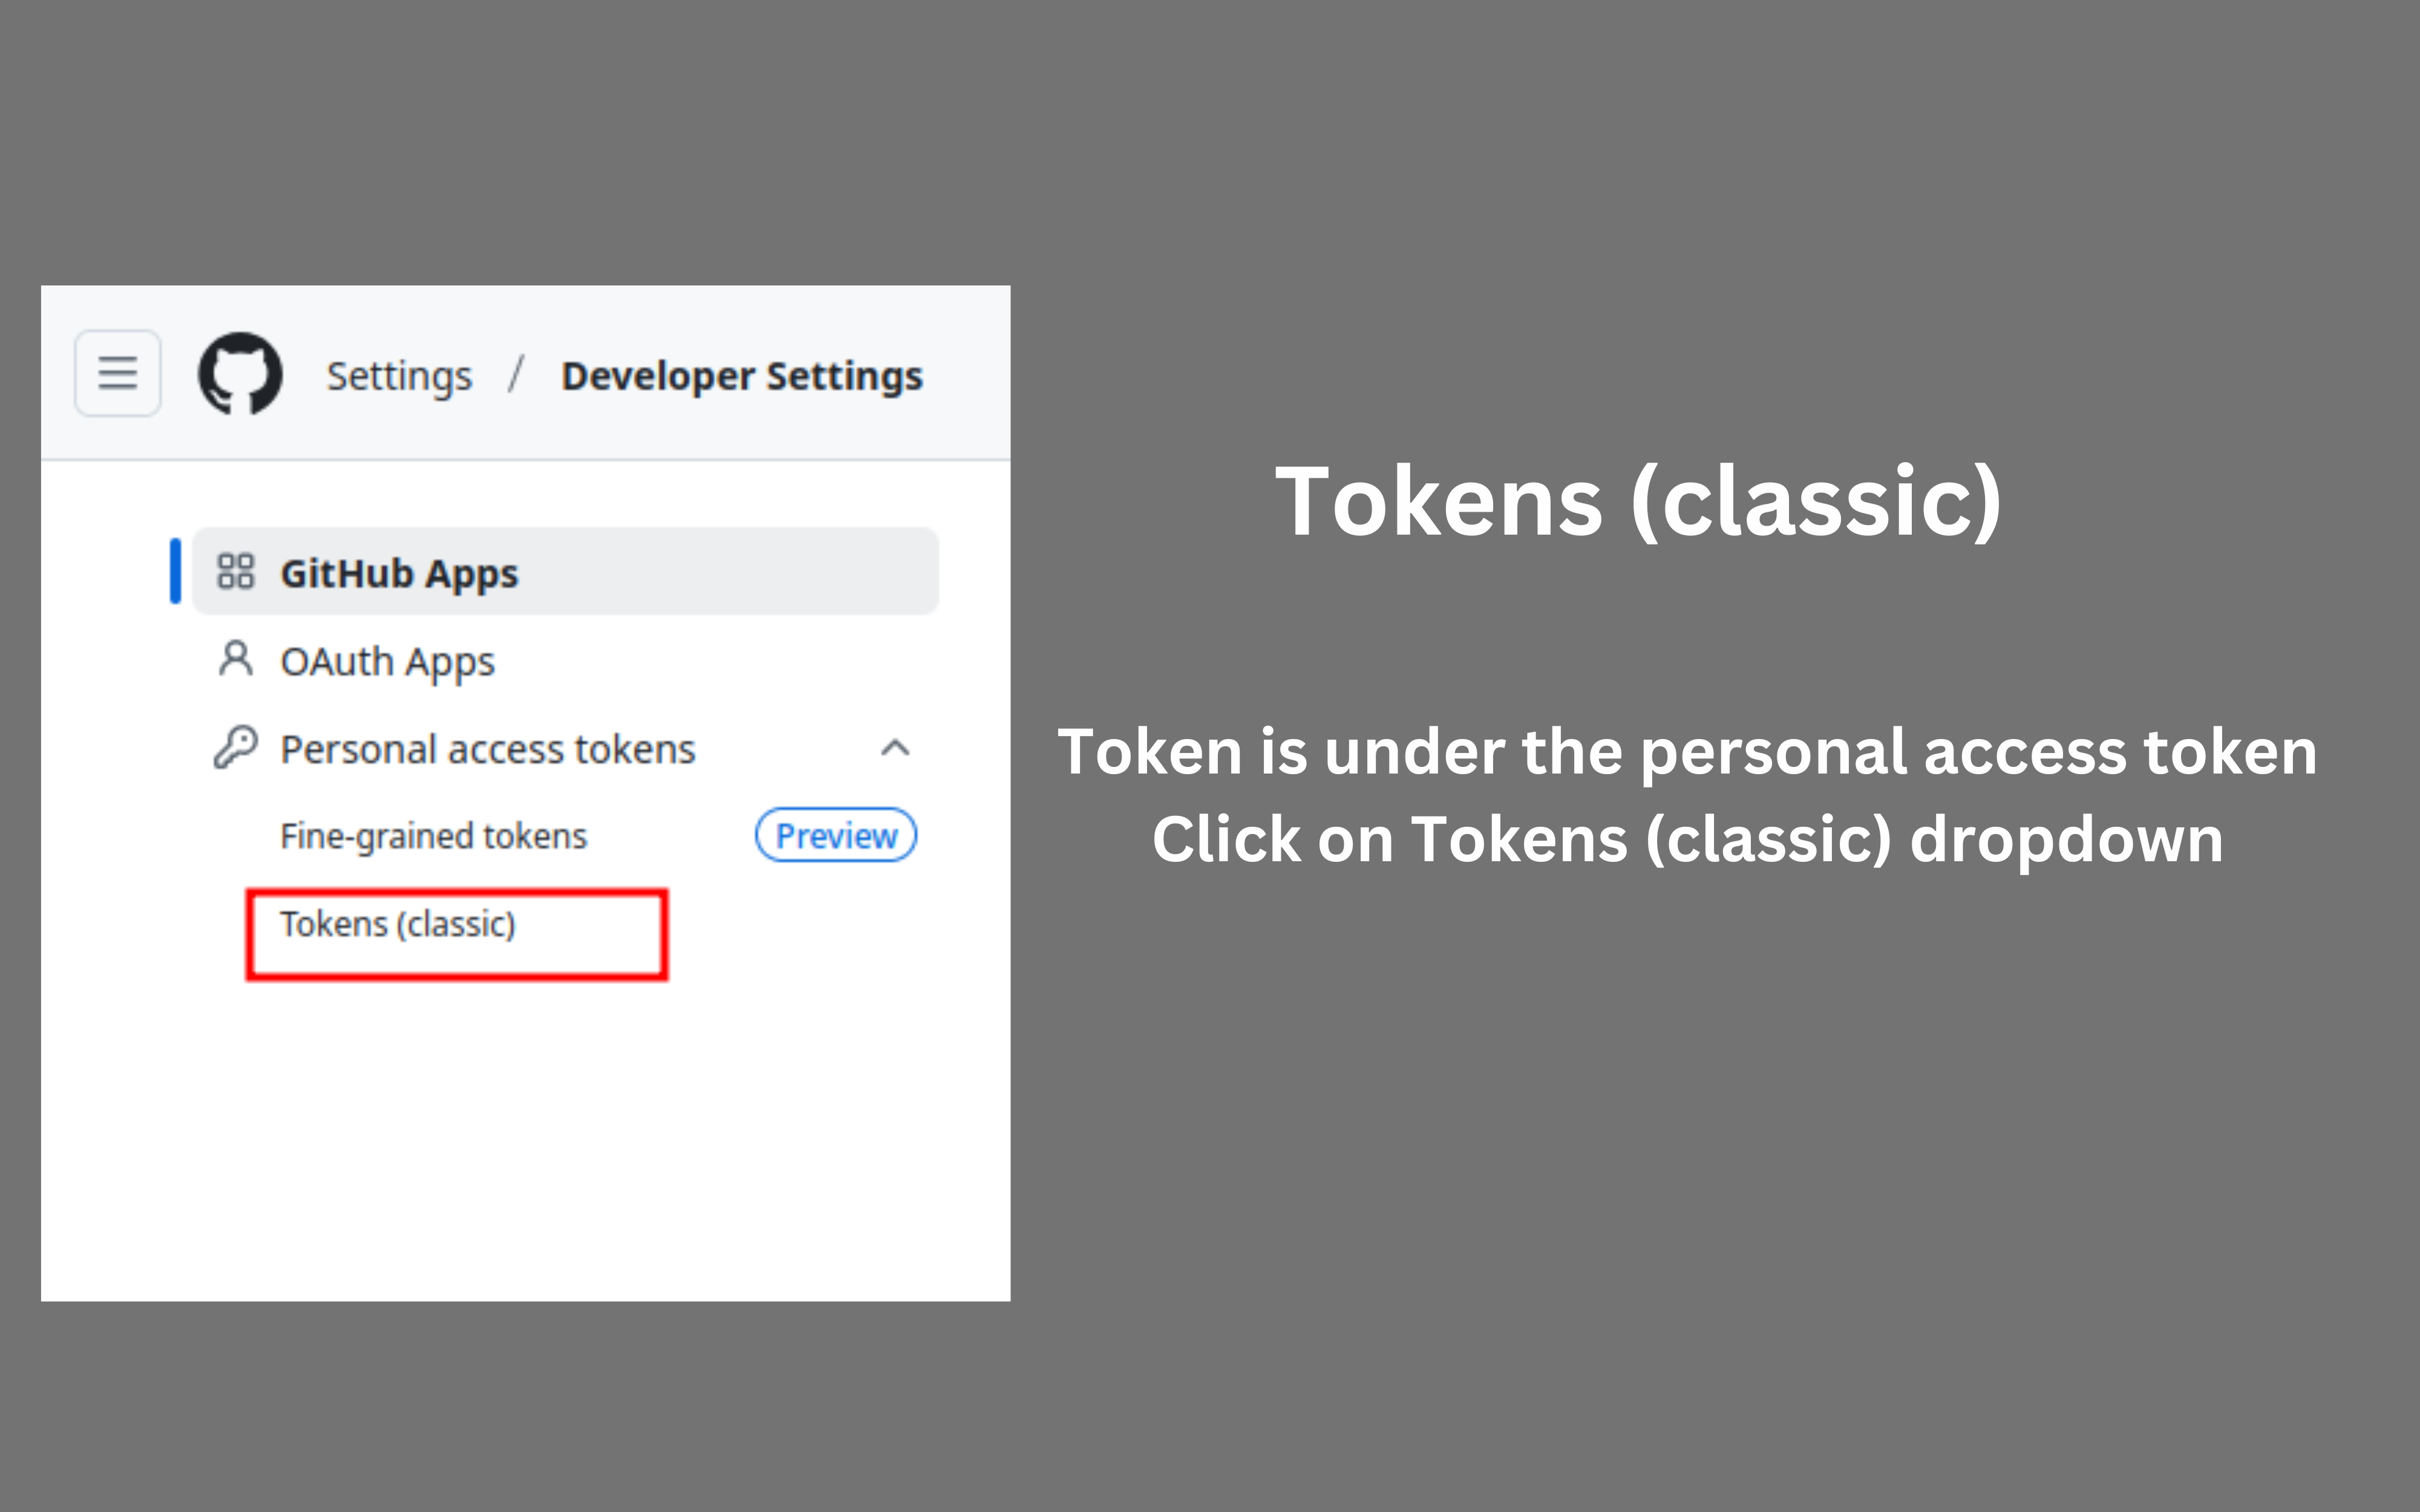 Settings / Developer Settings
GitHub Apps
OAuth Apps
Personal access tokens
Fine-grained tokens Preview
Tokens (classic)
Tokens (classic)
Token is under the personal access token
Click on Tokens (classic) dropdown